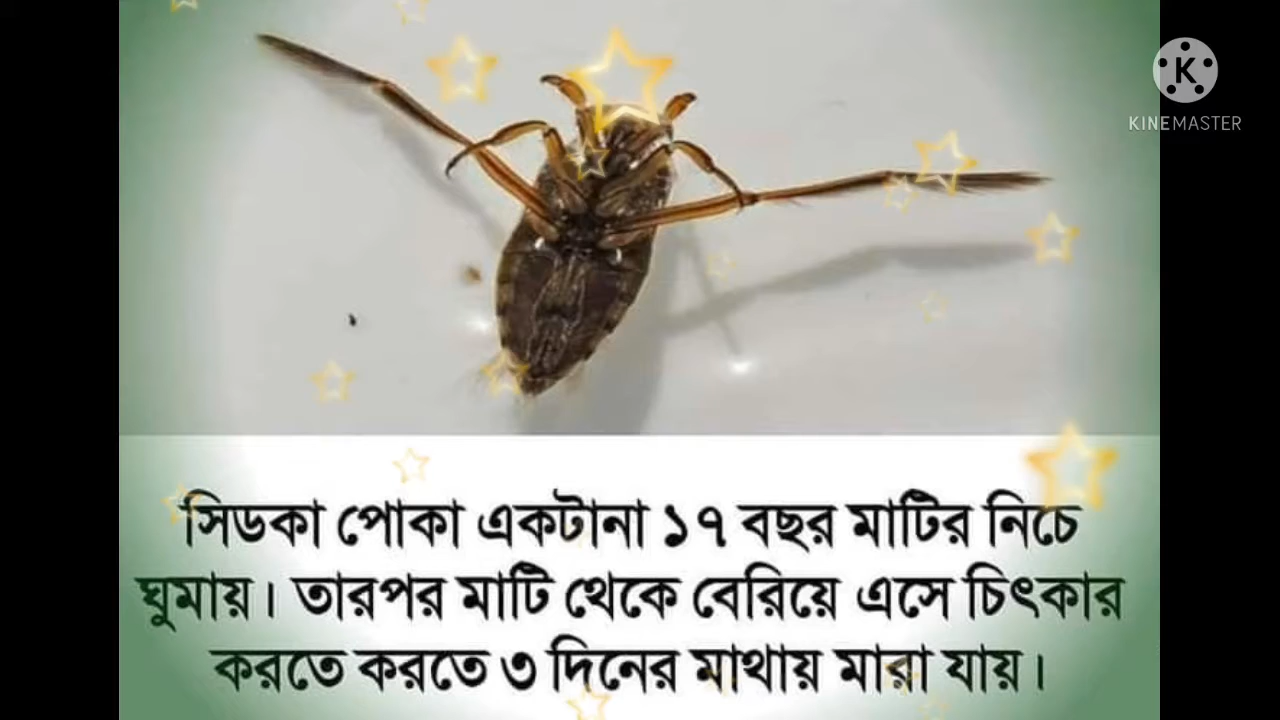 KINEMASTER
সিডকা পোকা একটানা ১৭ বছর মাটির নিচে
ঘুমায়। তারপর মাটি থেকে বেরিয়ে এসে চিৎকার
করতে করতে ৩ দিনের মাথায় মারা যায়।